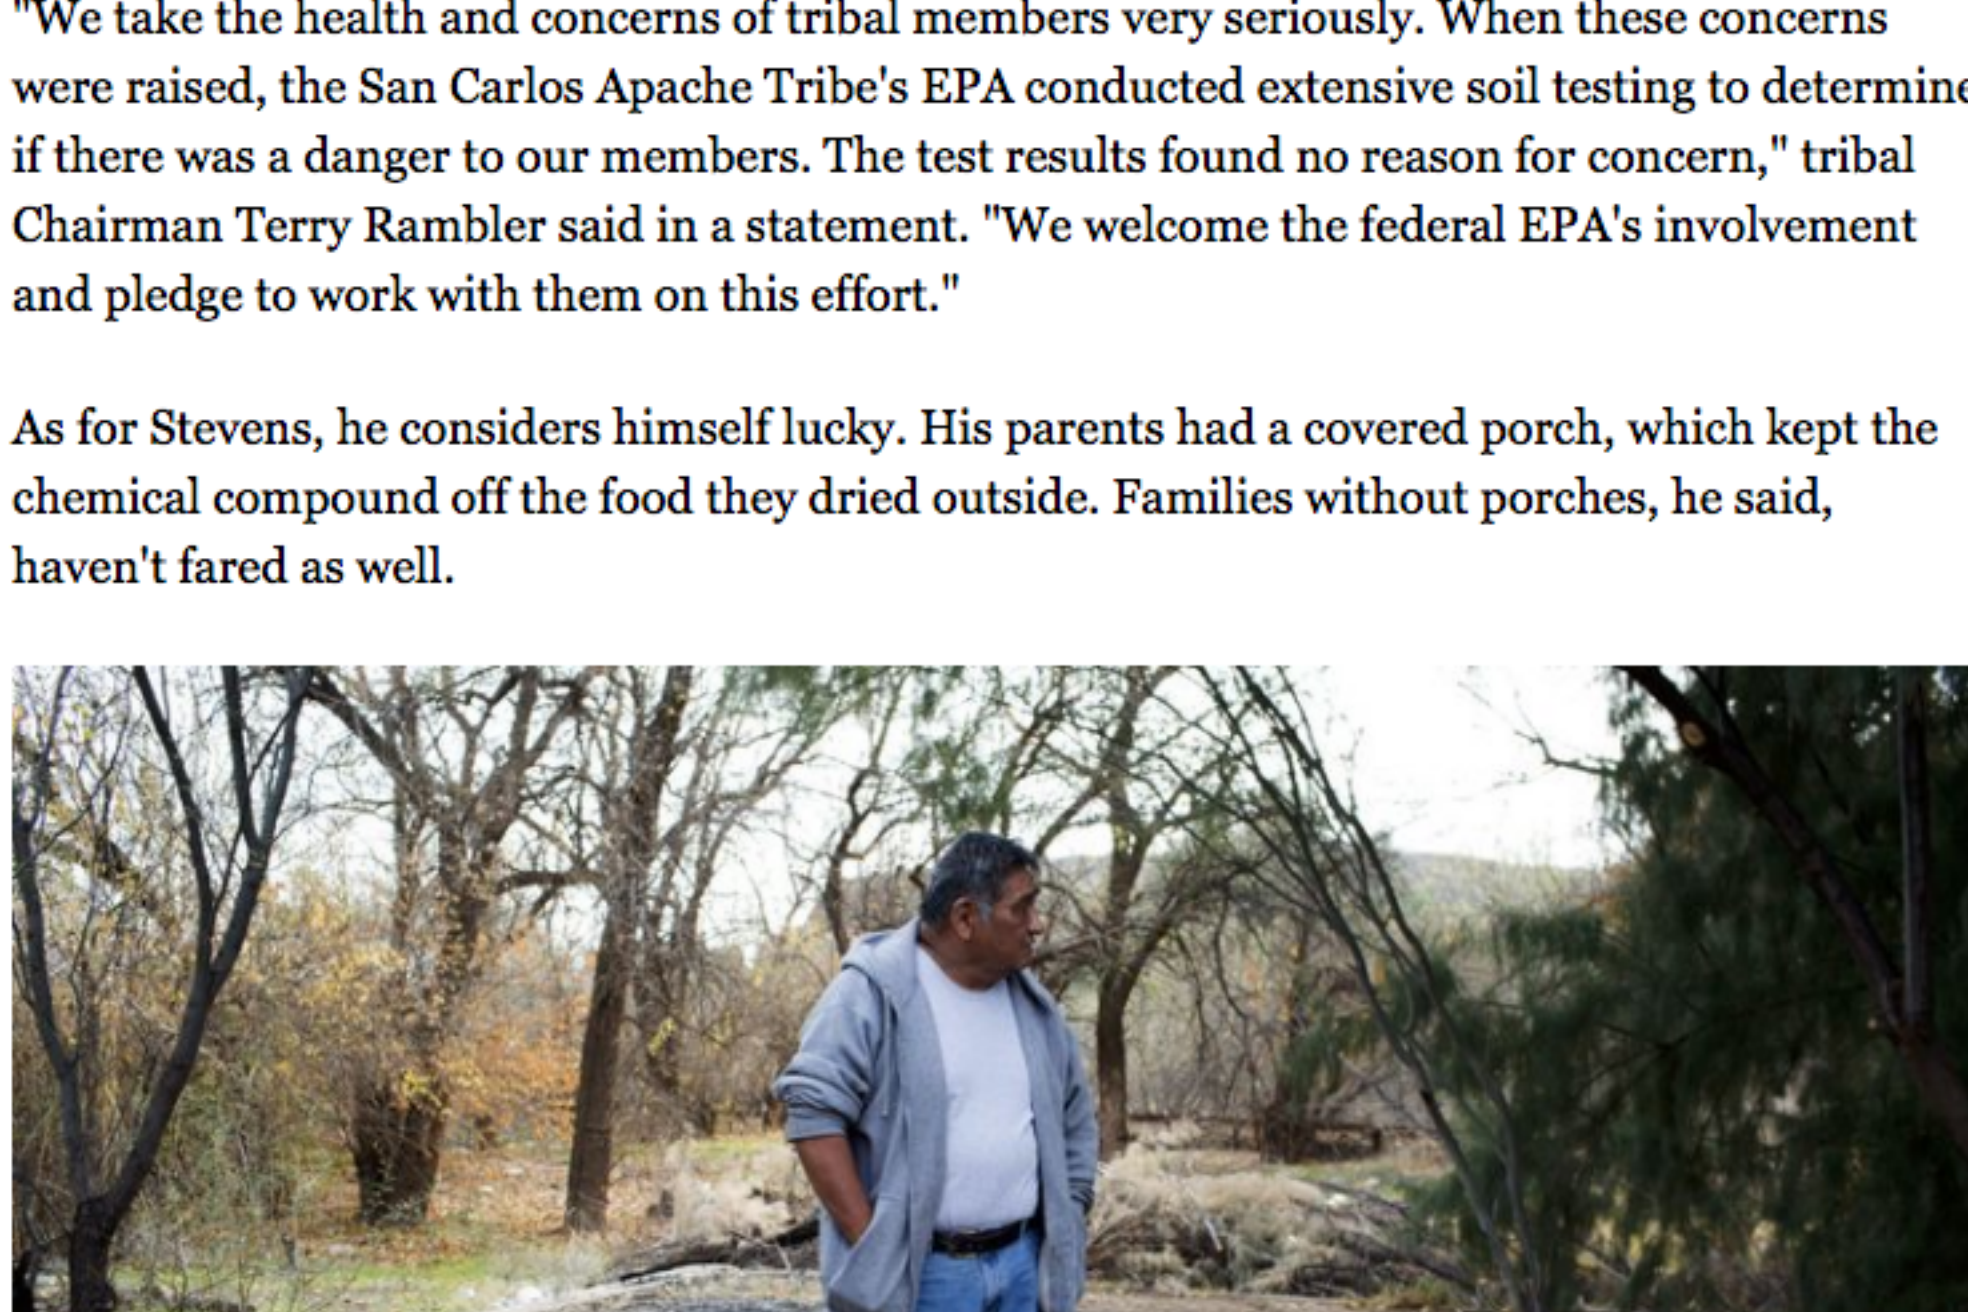 "We take the health and concerns of tribal members very seriously. When these concerns
were raised, the San Carlos Apache Tribe's EPA conducted extensive soil testing to determine
if there was a danger to our members. The test results found no reason for concern," tribal
Chairman Terry Rambler said in a statement. "We welcome the federal EPA's involvement
and pledge to work with them on this effort."
As for Stevens, he considers himself lucky. His parents had a covered porch, which kept the
chemical compound off the food they dried outside. Families without porches, he said,
haven't fared as well.